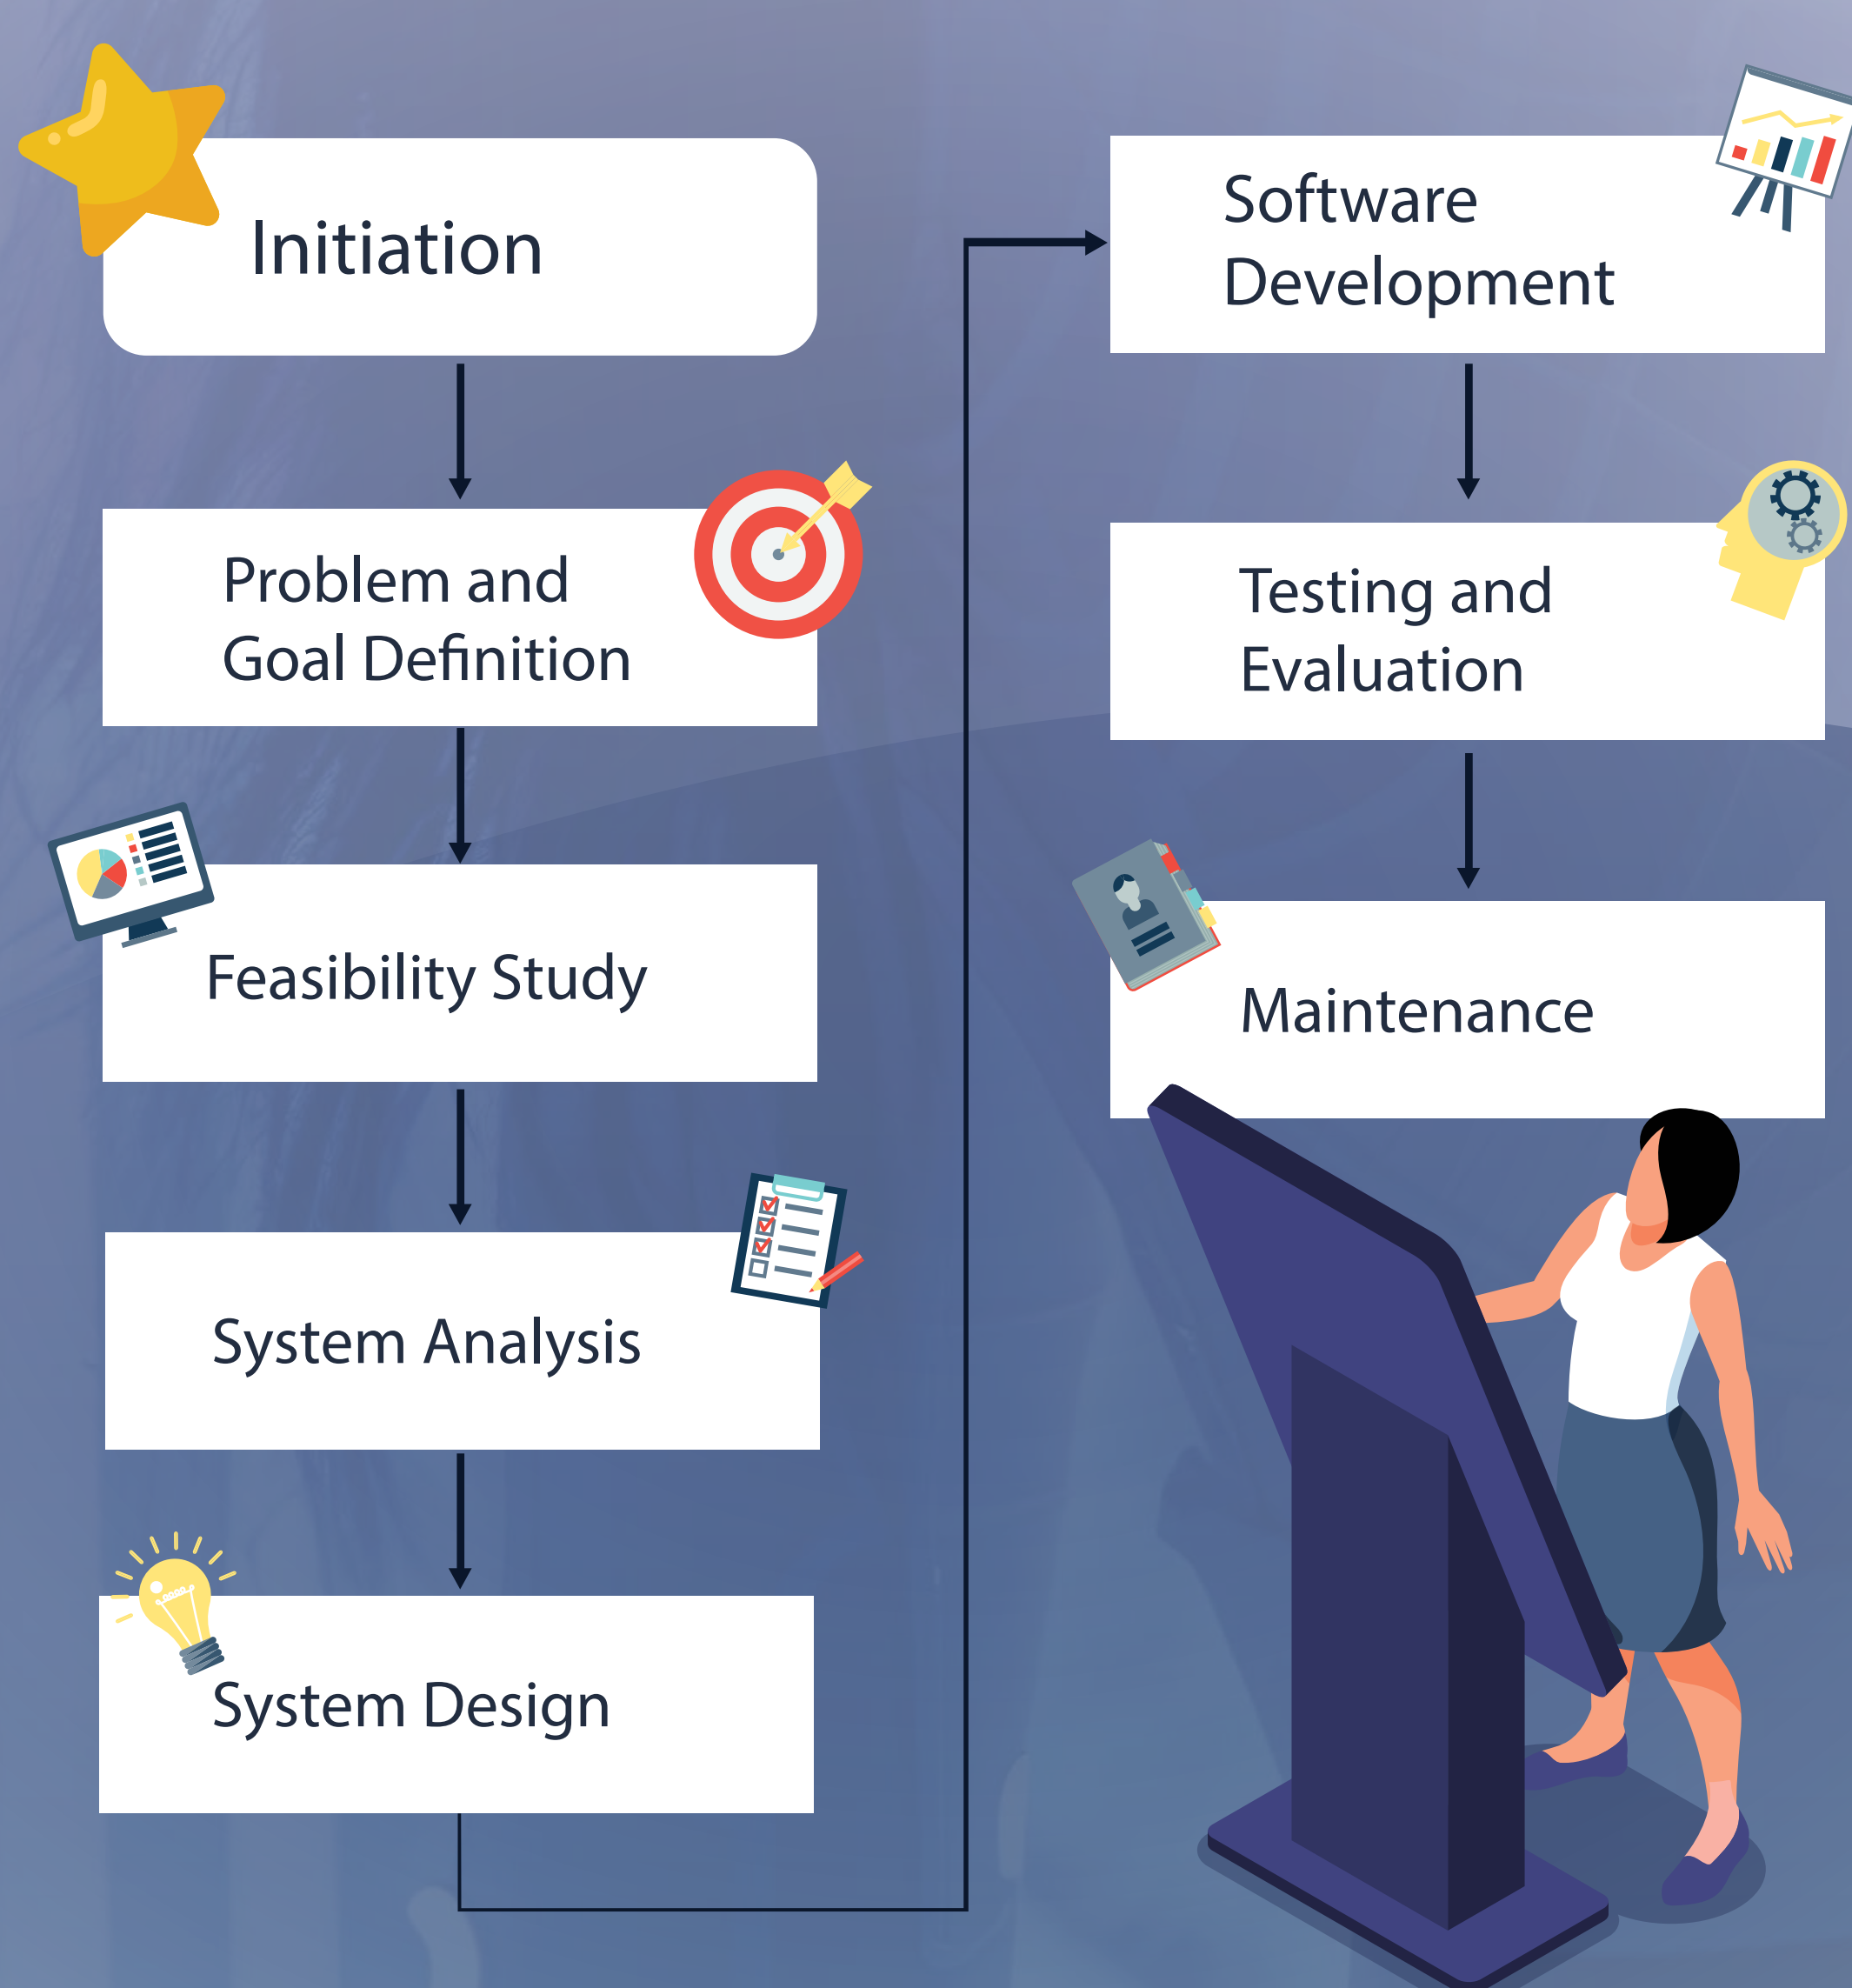 Initiation
Problem and
Goal Definition
Feasibility Study
System Analysis
System Design
Software
Development
Testing and
Evaluation
Maintenance